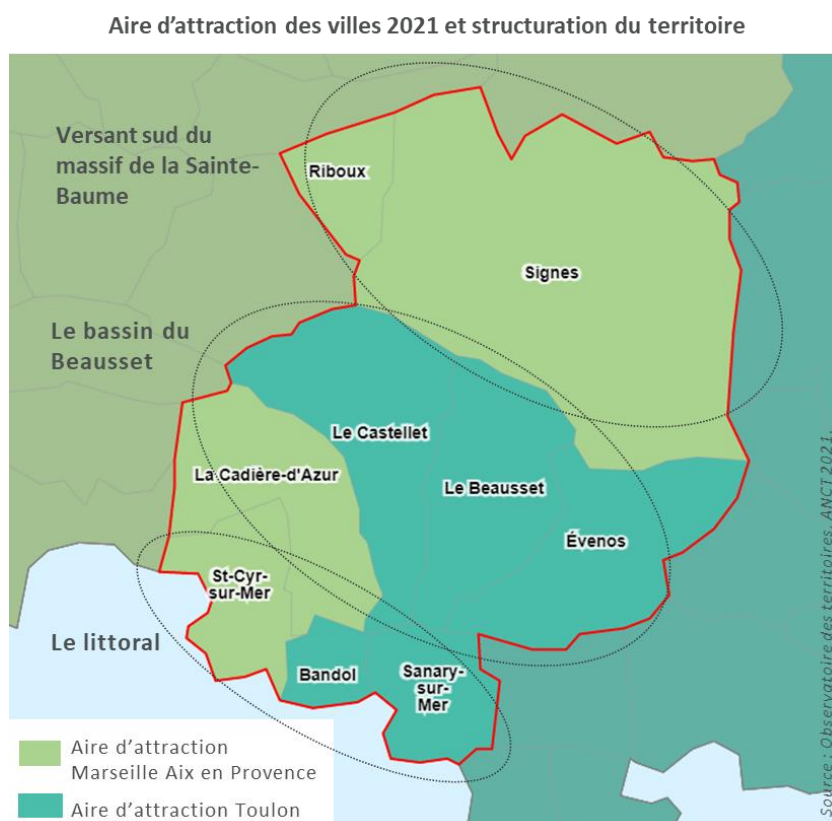 Aire d’attraction des villes 2021 et structuration du territoire
Versant sud du
massif de la Sainte-
Baume
Riboux
Signes
Le bassin du
Beausset
Le Castellet
La Cadière-d'Azur
Le Beausset
Évenos
St-Cyr-
sur-Mer
Le littoral
Bandol
Sanary-
sur-
Mer
Aire d’attraction
Marseille Aix en Provence
Aire d’attraction Toulon
Source : Observatoire des territoires, ANCT 2021.